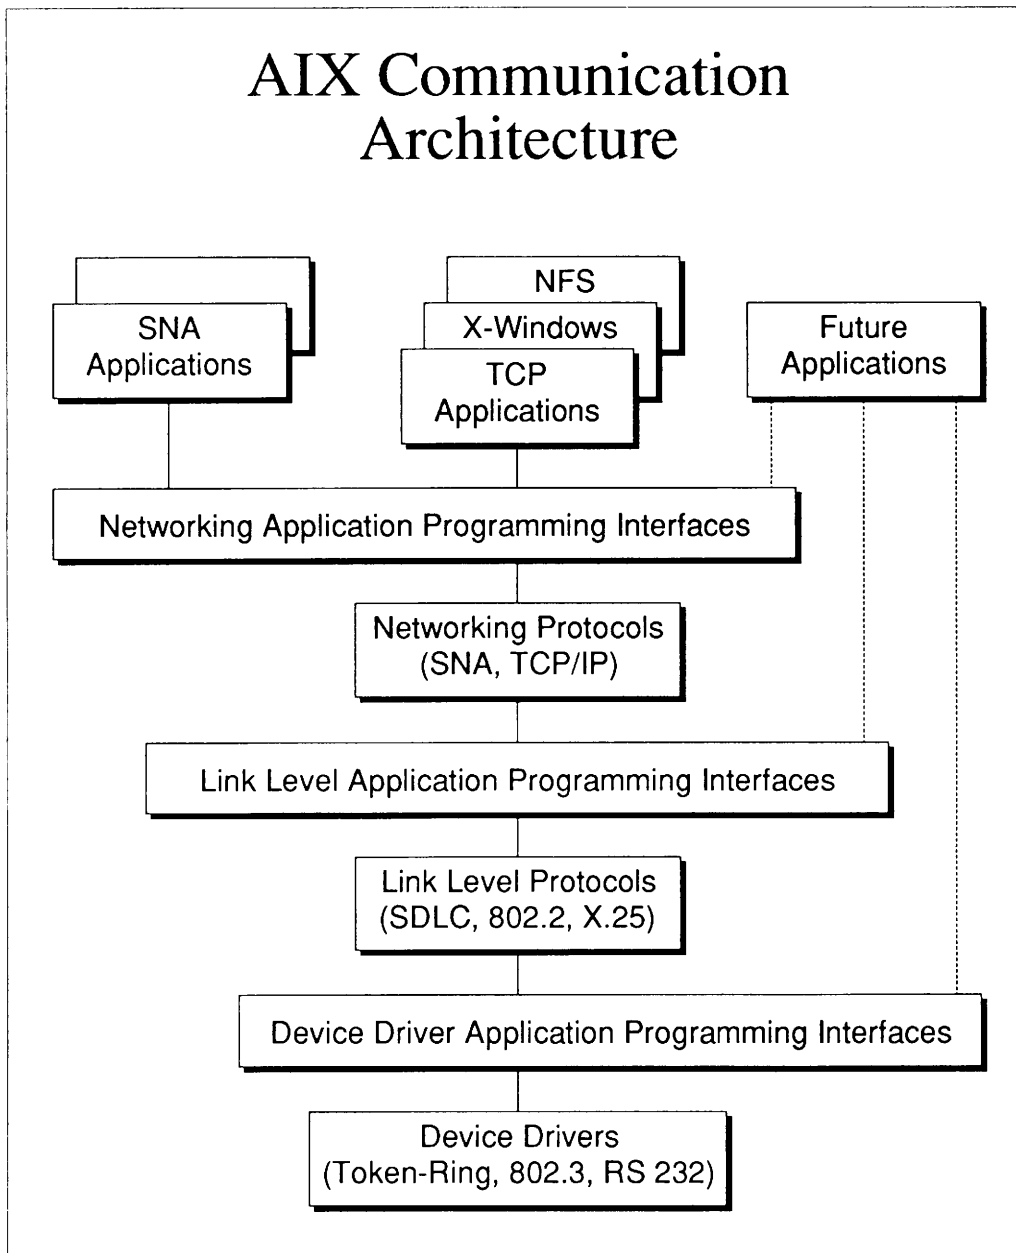 AIX Communication
Architecture
SNA
Applications
NFS
X-Windows
TCP
Applications
Future
Applications
Networking Application Programming Interfaces
Networking Protocols
(SNA, TCP/IP)
Link Level Application Programming Interfaces
Link Level Protocols
(SDLC, 802.2, X.25)
Device Driver Application Programming Interfaces
Device Drivers
(Token-Ring, 802.3, RS 232)